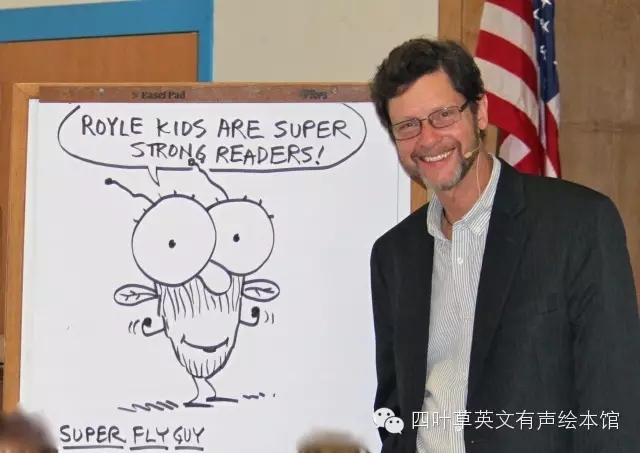 Easel Pad
ROYLE KIDS ARE SUPER
STRONG READERS!
SUPER FLY GUY
四叶草英文有声绘本馆